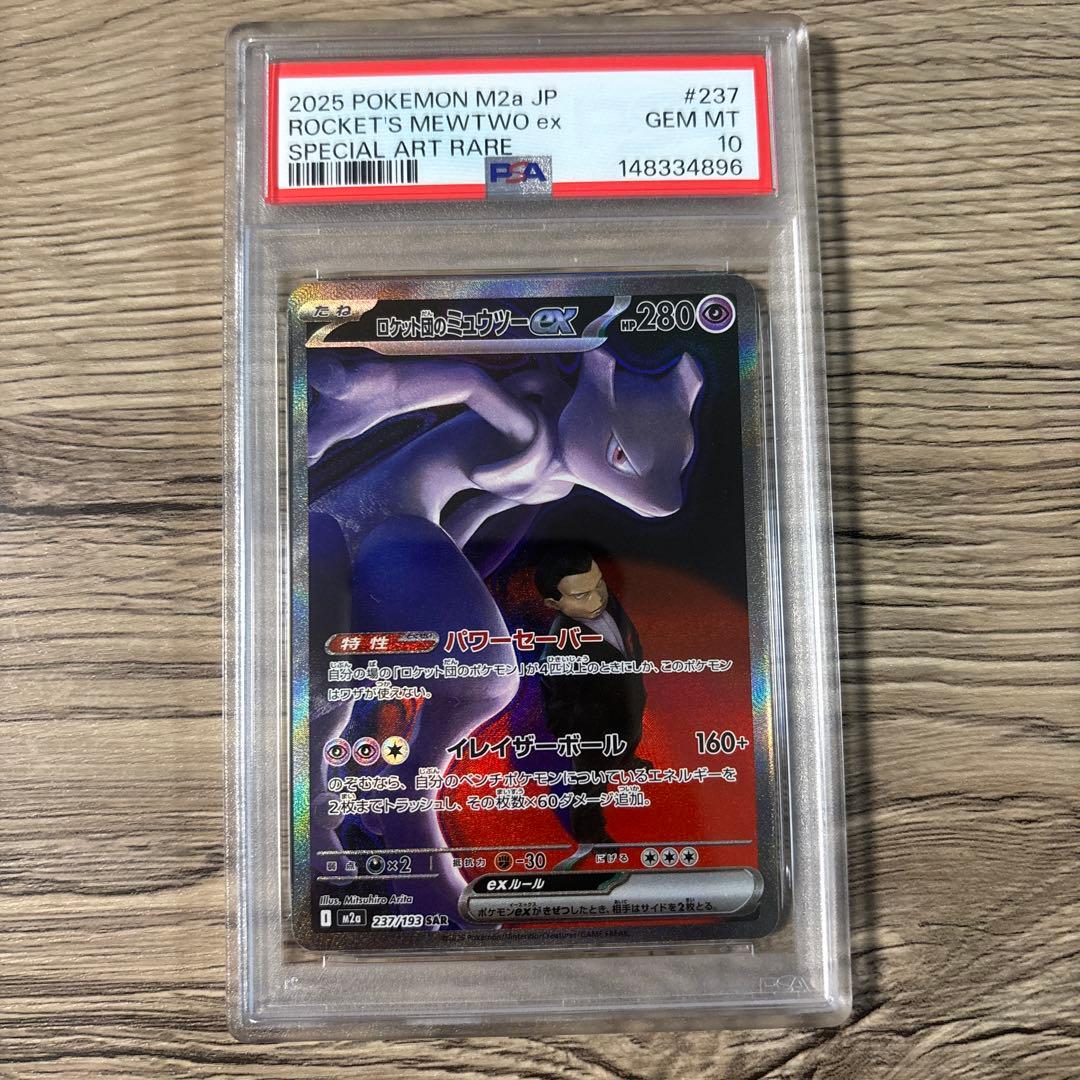 2025 POKEMON M2a JP #237
ROCKET'S MEWTWO ex GEM MT
SPECIAL ART RARE 10
PSA 148334896
たね ロケット団のミュウツーex HP280
特性 パワーセーバー
自分の場の「ロケット団のポケモン」が4匹以上のときにしか、このポケモン
はワザが使えない。
イレイザーボール 160+
のぞむなら、自分のベンチポケモンについているエネルギーを
2枚までトラッシュし、その枚数×60ダメージ追加。
弱点 ×2 抵抗力 -30 にげる
exルール
ポケモンexがきぜつしたとき、相手はサイドを2枚とる。
Illus. Mitsuhiro Arita
I M2a 237/193 SAR
©2025 Pokémon/Nintendo/Creatures/GAME FREAK.
PSA